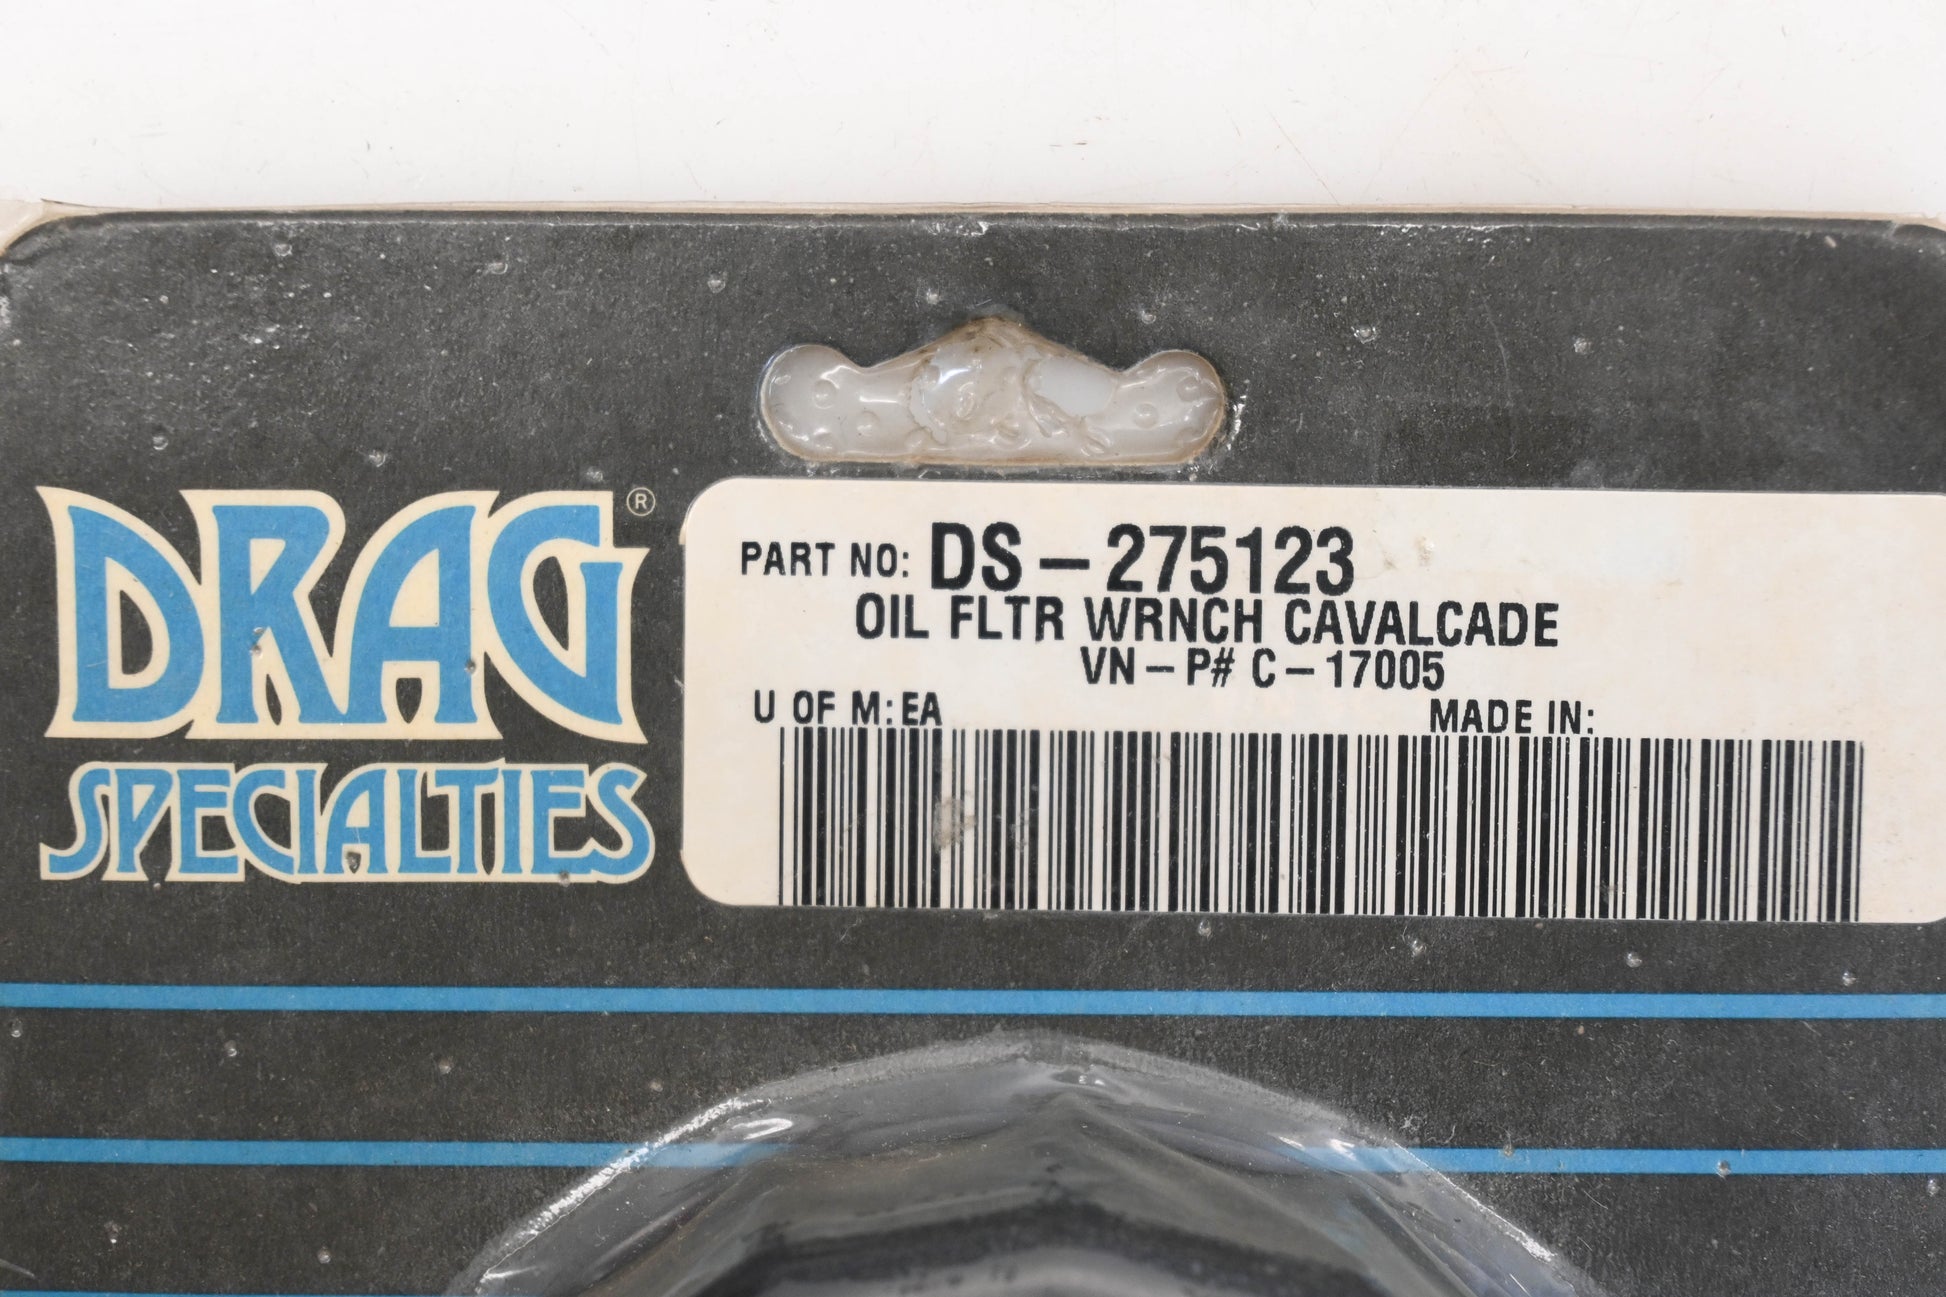 DRAG®
SPECIALTIES
PART NO: DS-275123
OIL FLTR WRNCH CAVALCADE
VN-P# C-17005
U OF M: EA MADE IN: